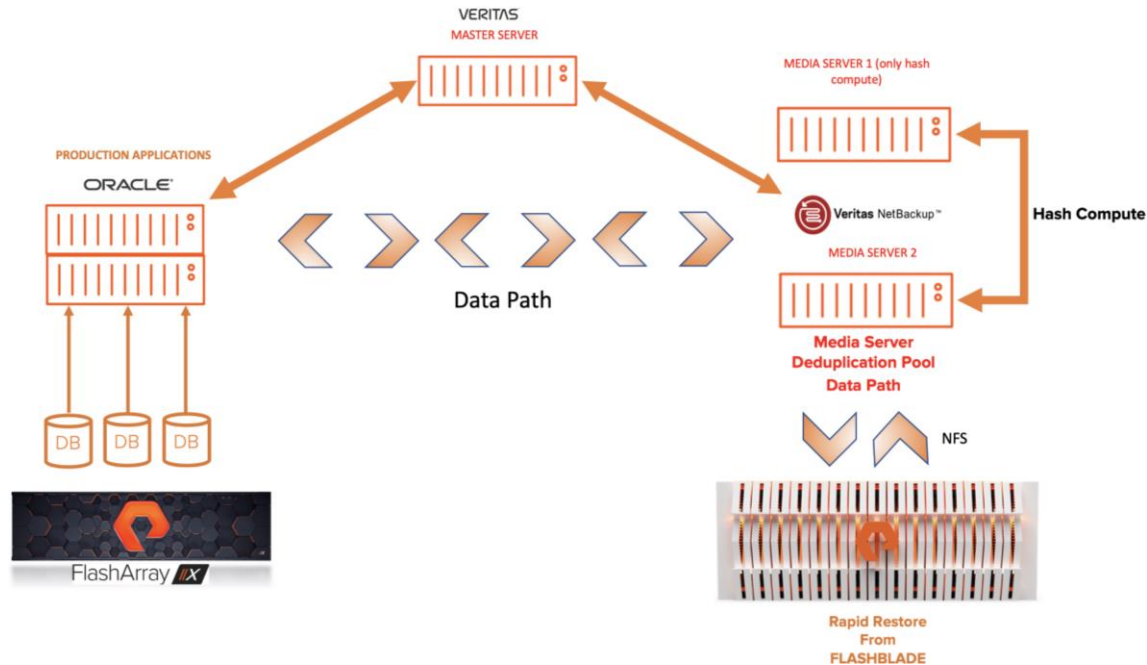 VERITAS
MASTER SERVER
MEDIA SERVER 1 (only hash
compute)
PRODUCTION APPLICATIONS
ORACLE®
Veritas NetBackup™
Hash Compute
MEDIA SERVER 2
Data Path
Media Server
Deduplication Pool
Data Path
DB
DB
DB
NFS
FlashArray //X
Rapid Restore
From
FLASHBLADE